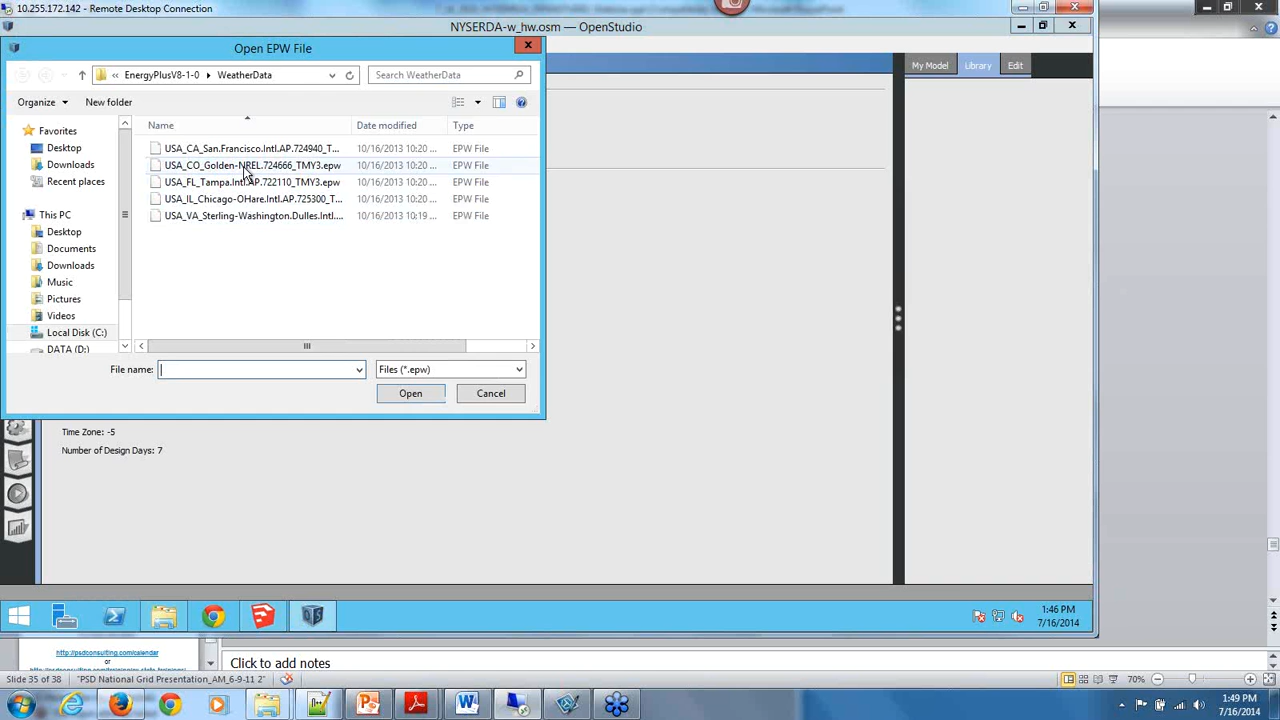 10.255.172.142 - Remote Desktop Connection
NYSERDA-w_hw.osm — OpenStudio
Open EPW File
« EnergyPlusV8-1-0 WeatherData
Search WeatherData
Organize New folder
Name Date modified Type
Favorites
Desktop
Downloads
Recent places
This PC
Desktop
Documents
Downloads
Music
Pictures
Videos
Local Disk (C:)
DATA (D:)
USA_CA_San.Francisco.Intl.AP.724940_T... 10/16/2013 10:20 ... EPW File
USA_CO_Golden-NREL.724666_TMY3.epw 10/16/2013 10:20 ... EPW File
USA_FL_Tampa.Intl.AP.722110_TMY3.epw 10/16/2013 10:20 ... EPW File
USA_IL_Chicago-OHare.Intl.AP.725300_T... 10/16/2013 10:20 ... EPW File
USA_VA_Sterling-Washington.Dulles.Intl.... 10/16/2013 10:19 ... EPW File
File name:
Files (*.epw)
Open Cancel
My Model Library Edit
Time Zone: -5
Number of Design Days: 7
1:46 PM
7/16/2014
http://psdconsulting.com/calendar
or
Click to add notes
Slide 35 of 38 "PSD National Grid Presentation_AM_6-9-11 2"
70%
1:49 PM
7/16/2014